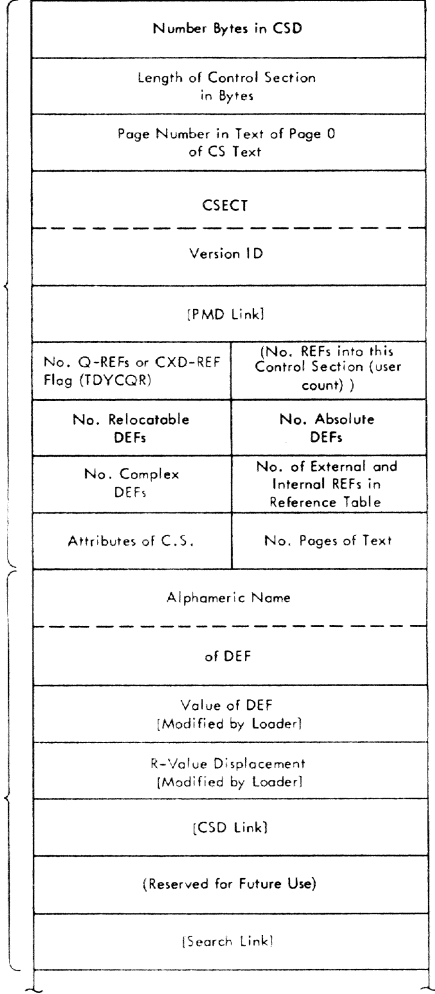 Number Bytes in CSD
Length of Control Section
in Bytes
Page Number in Text of Page 0
of CS Text
CSECT
Version ID
[PMD Link]
No. Q-REFs or CXD-REF
Flag (TDYCQR)
(No. REFs into this
Control Section (user
count) )
No. Relocatable
DEFs
No. Absolute
DEFs
No. Complex
DEFs
No. of External and
Internal REFs in
Reference Table
Attributes of C.S.
No. Pages of Text
Alphameric Name
of DEF
Value of DEF
[Modified by Loader]
R-Value Displacement
[Modified by Loader]
[CSD Link]
(Reserved for Future Use)
[Search Link]